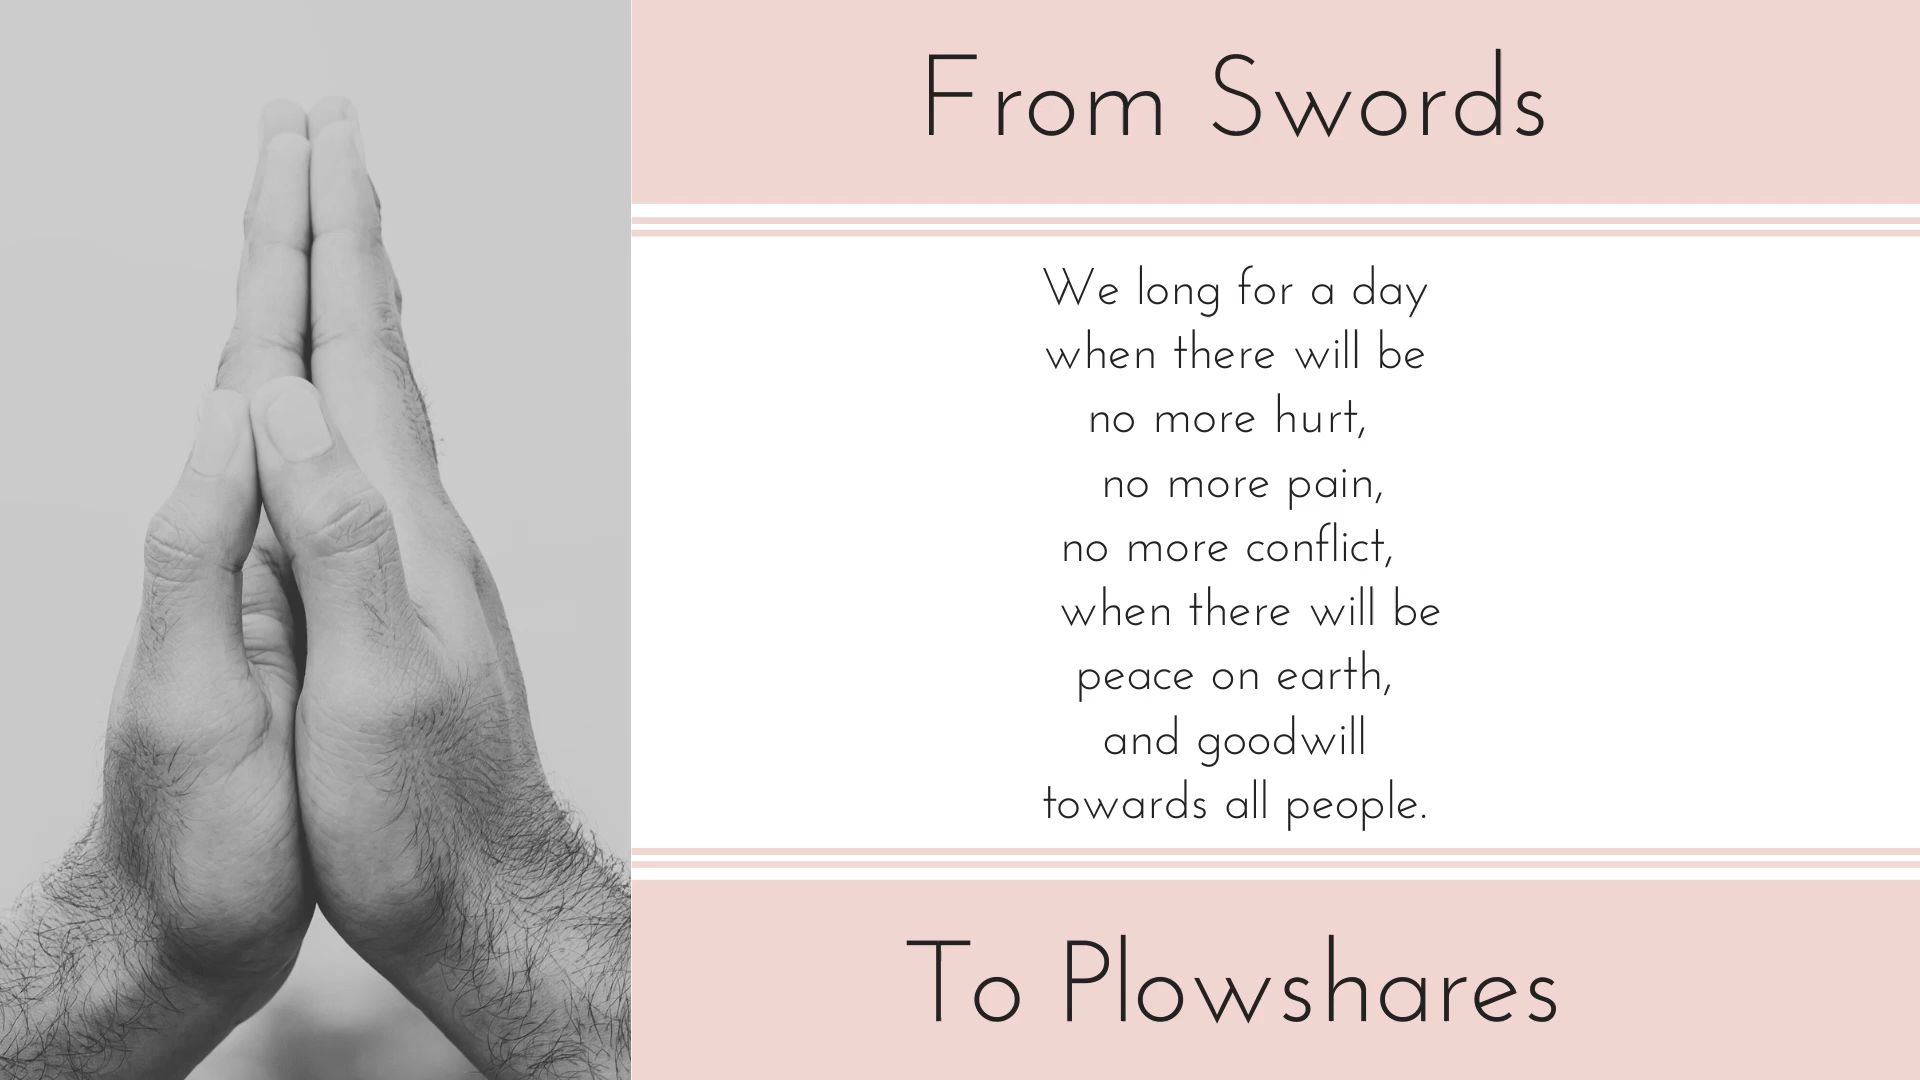 From Swords
We long for a day
when there will be
no more hurt,
no more pain,
no more conflict,
when there will be
peace on earth,
and goodwill
towards all people.
To Plowshares